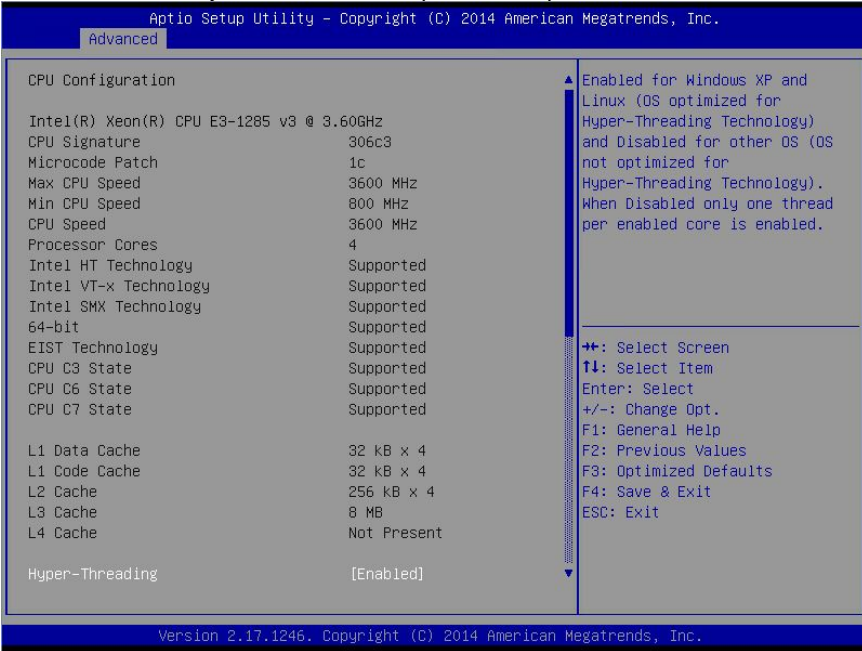 Aptio Setup Utility – Copyright (C) 2014 American Megatrends, Inc.
Advanced
CPU Configuration
Intel(R) Xeon(R) CPU E3-1285 v3 @ 3.60GHz
CPU Signature 306c3
Microcode Patch 1c
Max CPU Speed 3600 MHz
Min CPU Speed 800 MHz
CPU Speed 3600 MHz
Processor Cores 4
Intel HT Technology Supported
Intel VT-x Technology Supported
Intel SMX Technology Supported
64-bit Supported
EIST Technology Supported
CPU C3 State Supported
CPU C6 State Supported
CPU C7 State Supported
L1 Data Cache 32 kB x 4
L1 Code Cache 32 kB x 4
L2 Cache 256 kB x 4
L3 Cache 8 MB
L4 Cache Not Present
Hyper-Threading [Enabled]
Enabled for Windows XP and
Linux (OS optimized for
Hyper-Threading Technology)
and Disabled for other OS (OS
not optimized for
Hyper-Threading Technology).
When Disabled only one thread
per enabled core is enabled.
→←: Select Screen
↑↓: Select Item
Enter: Select
+/-: Change Opt.
F1: General Help
F2: Previous Values
F3: Optimized Defaults
F4: Save & Exit
ESC: Exit
Version 2.17.1246. Copyright (C) 2014 American Megatrends, Inc.